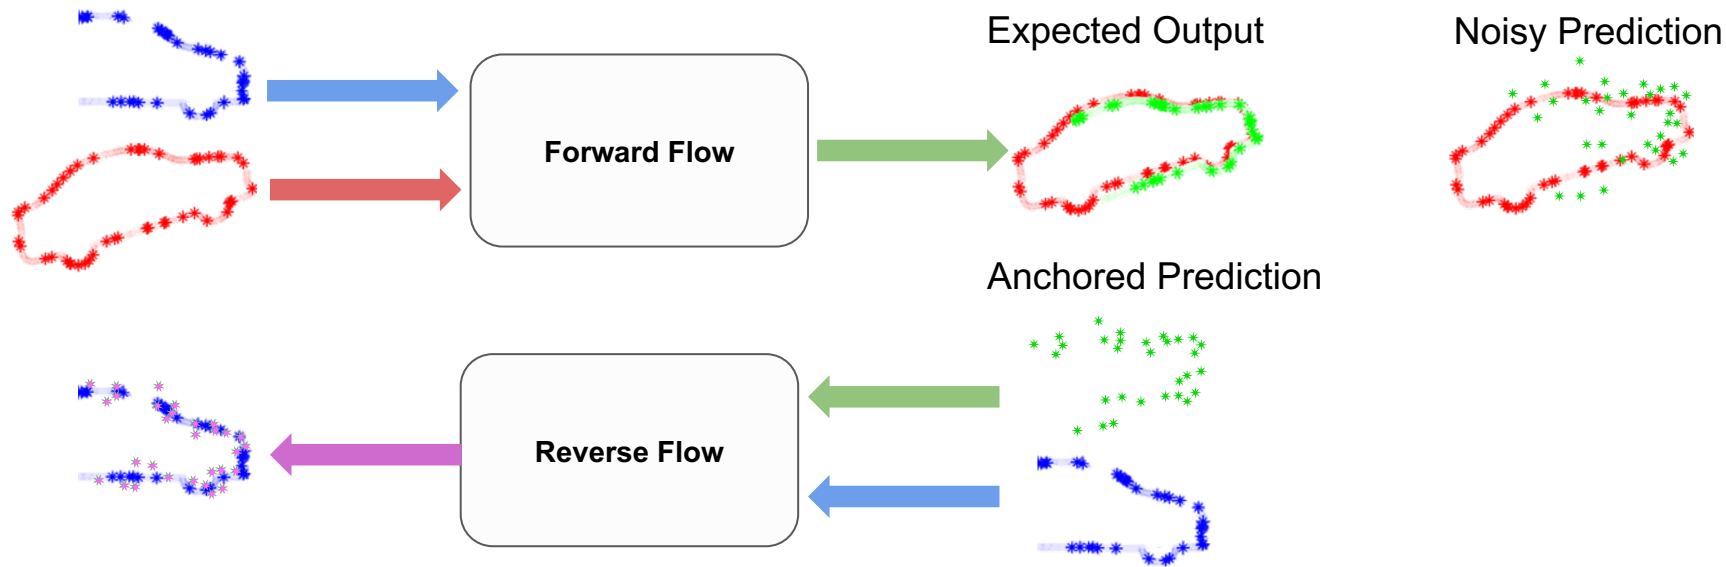 Expected Output
Noisy Prediction
Forward Flow
Anchored Prediction
Reverse Flow